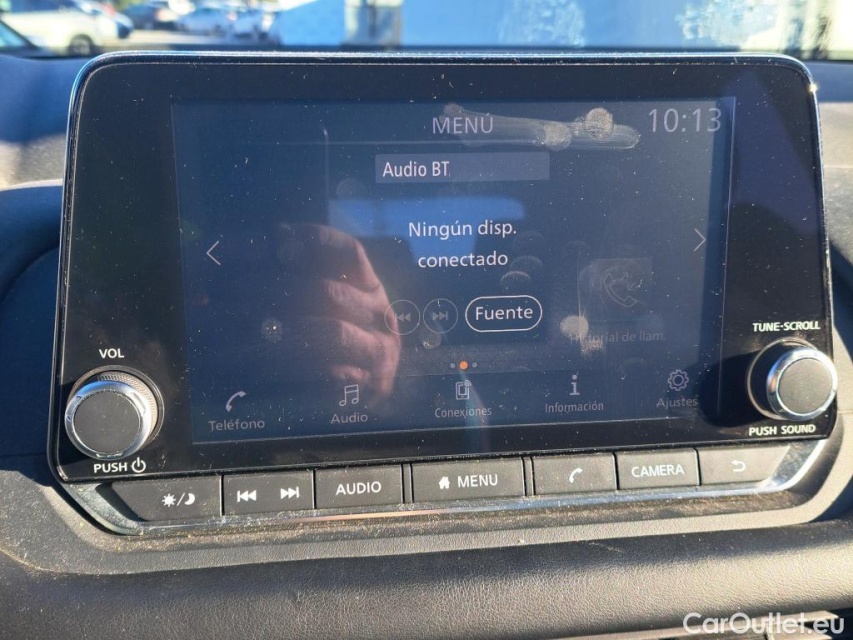 MENÚ
10:13
Audio BT
Ningún disp.
conectado
Fuente
Historial de llam.
TUNE·SCROLL
VOL
Teléfono
Audio
Conexiones
Información
Ajustes
PUSH SOUND
PUSH
AUDIO
MENU
CAMERA
CarOutlet.eu